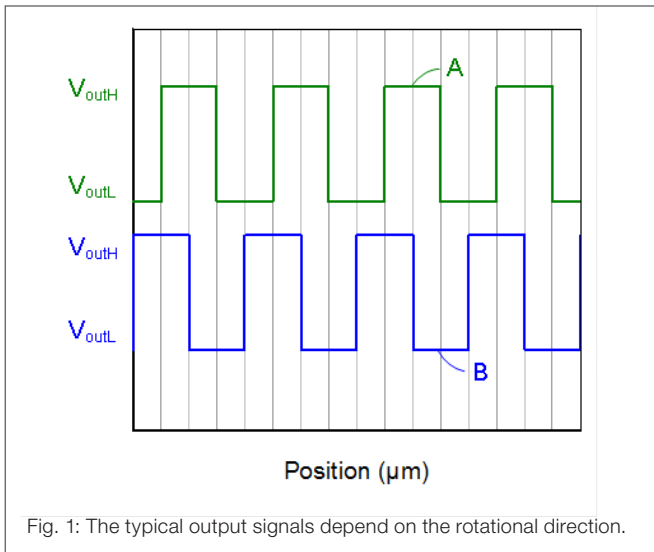 A
VoutH
VoutL
VoutH
VoutL
B
Position (µm)
Fig. 1: The typical output signals depend on the rotational direction.